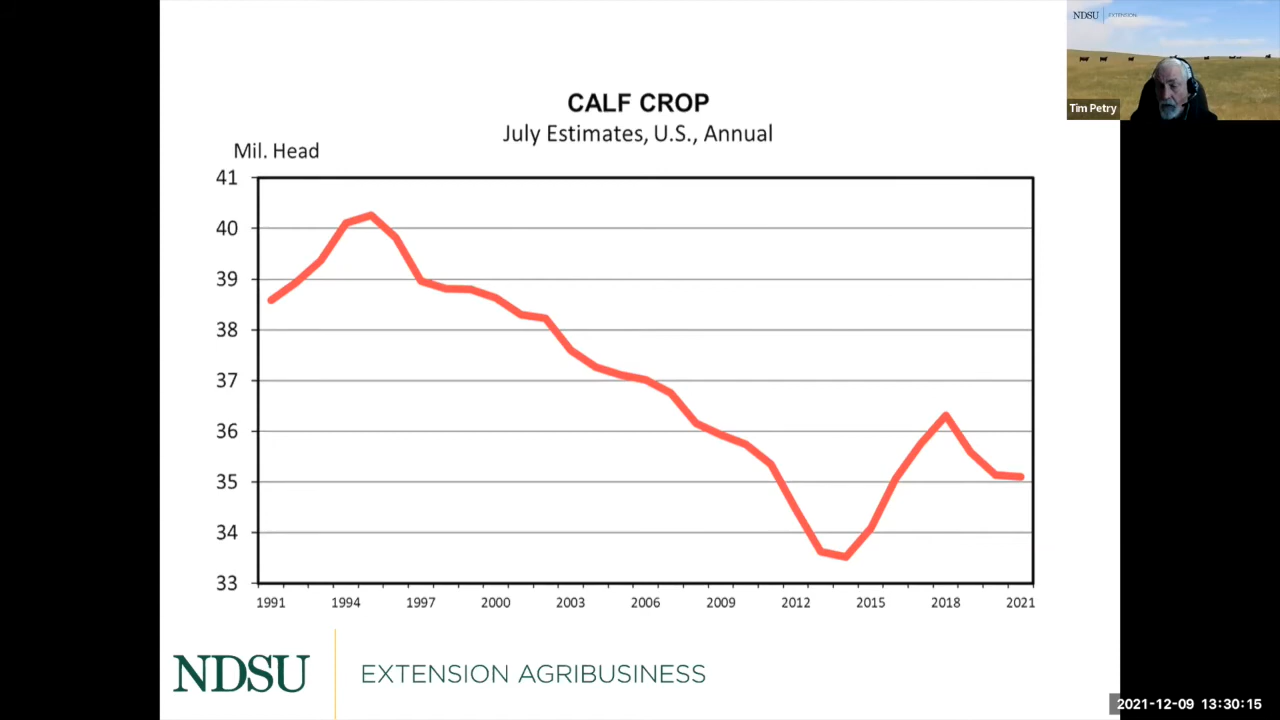 NDSU EXTENSION
Tim Petry
CALF CROP
July Estimates, U.S., Annual
Mil. Head
41
40
39
38
37
36
35
34
33
1991 1994 1997 2000 2003 2006 2009 2012 2015 2018 2021
NDSU EXTENSION AGRIBUSINESS
2021-12-09 13:30:15